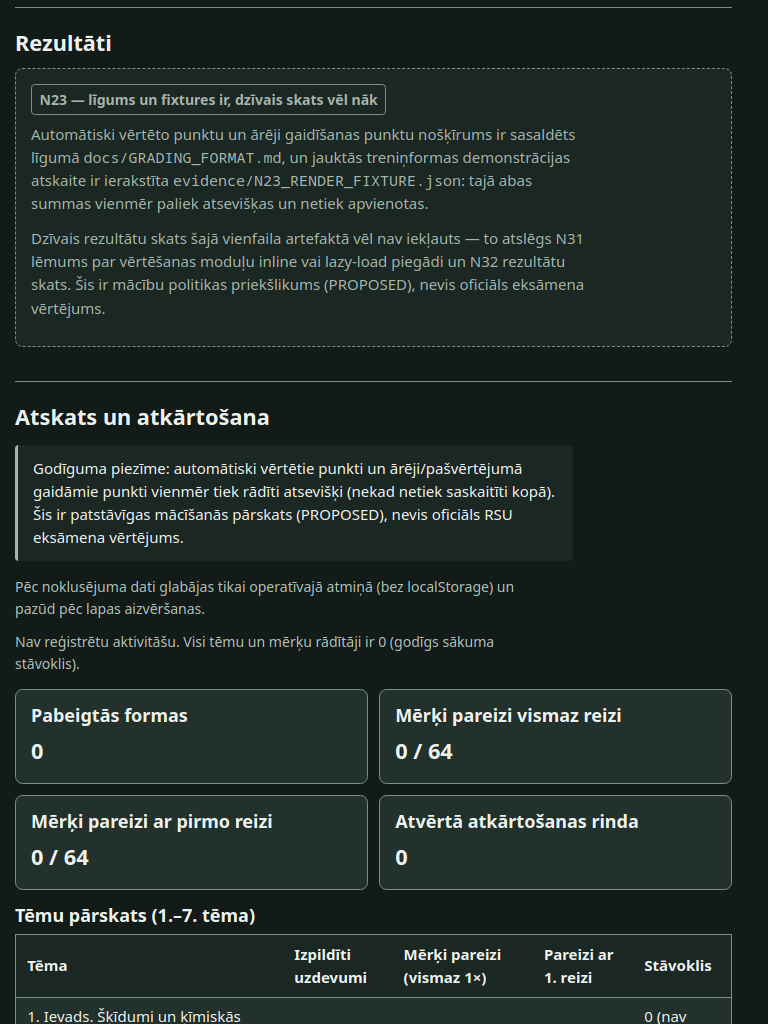 Rezultāti
N23 — līgums un fixtures ir, dzīvais skats vēl nāk
Automātiski vērtēto punktu un ārēji gaidīšanas punktu nošķīrums ir sasaldēts
līgumā docs/GRADING_FORMAT.md, un jauktās treniņformas demonstrācijas
atskaite ir ierakstīta evidence/N23_RENDER_FIXTURE.json: tajā abas
summas vienmēr paliek atsevišķas un netiek apvienotas.
Dzīvais rezultātu skats šajā vienfaila artefaktā vēl nav iekļauts — to atslēgs N31
lēmums par vērtēšanas moduļu inline vai lazy-load piegādi un N32 rezultātu
skats. Šis ir mācību politikas priekšlikums (PROPOSED), nevis oficiāls eksāmena
vērtējums.
Atskats un atkārtošana
Godīguma piezīme: automātiski vērtētie punkti un ārēji/pašvērtējumā
gaidāmie punkti vienmēr tiek rādīti atsevišķi (nekad netiek saskaitīti kopā).
Šis ir patstāvīgas mācīšanās pārskats (PROPOSED), nevis oficiāls RSU
eksāmena vērtējums.
Pēc noklusējuma dati glabājas tikai operatīvajā atmiņā (bez localStorage) un
pazūd pēc lapas aizvēršanas.
Nav reģistrētu aktivitāšu. Visi tēmu un mērķu rādītāji ir 0 (godīgs sākuma
stāvoklis).
Pabeigtās formas
0
Mērķi pareizi vismaz reizi
0 / 64
Mērķi pareizi ar pirmo reizi
0 / 64
Atvērtā atkārtošanas rinda
0
Tēmu pārskats (1.–7. tēma)
Tēma
Izpildīti
uzdevumi
Mērķi pareizi
(vismaz 1×)
Pareizi ar
1. reizi
Stāvoklis
1. Ievads. Šķīdumi un ķīmiskās
0 (nav